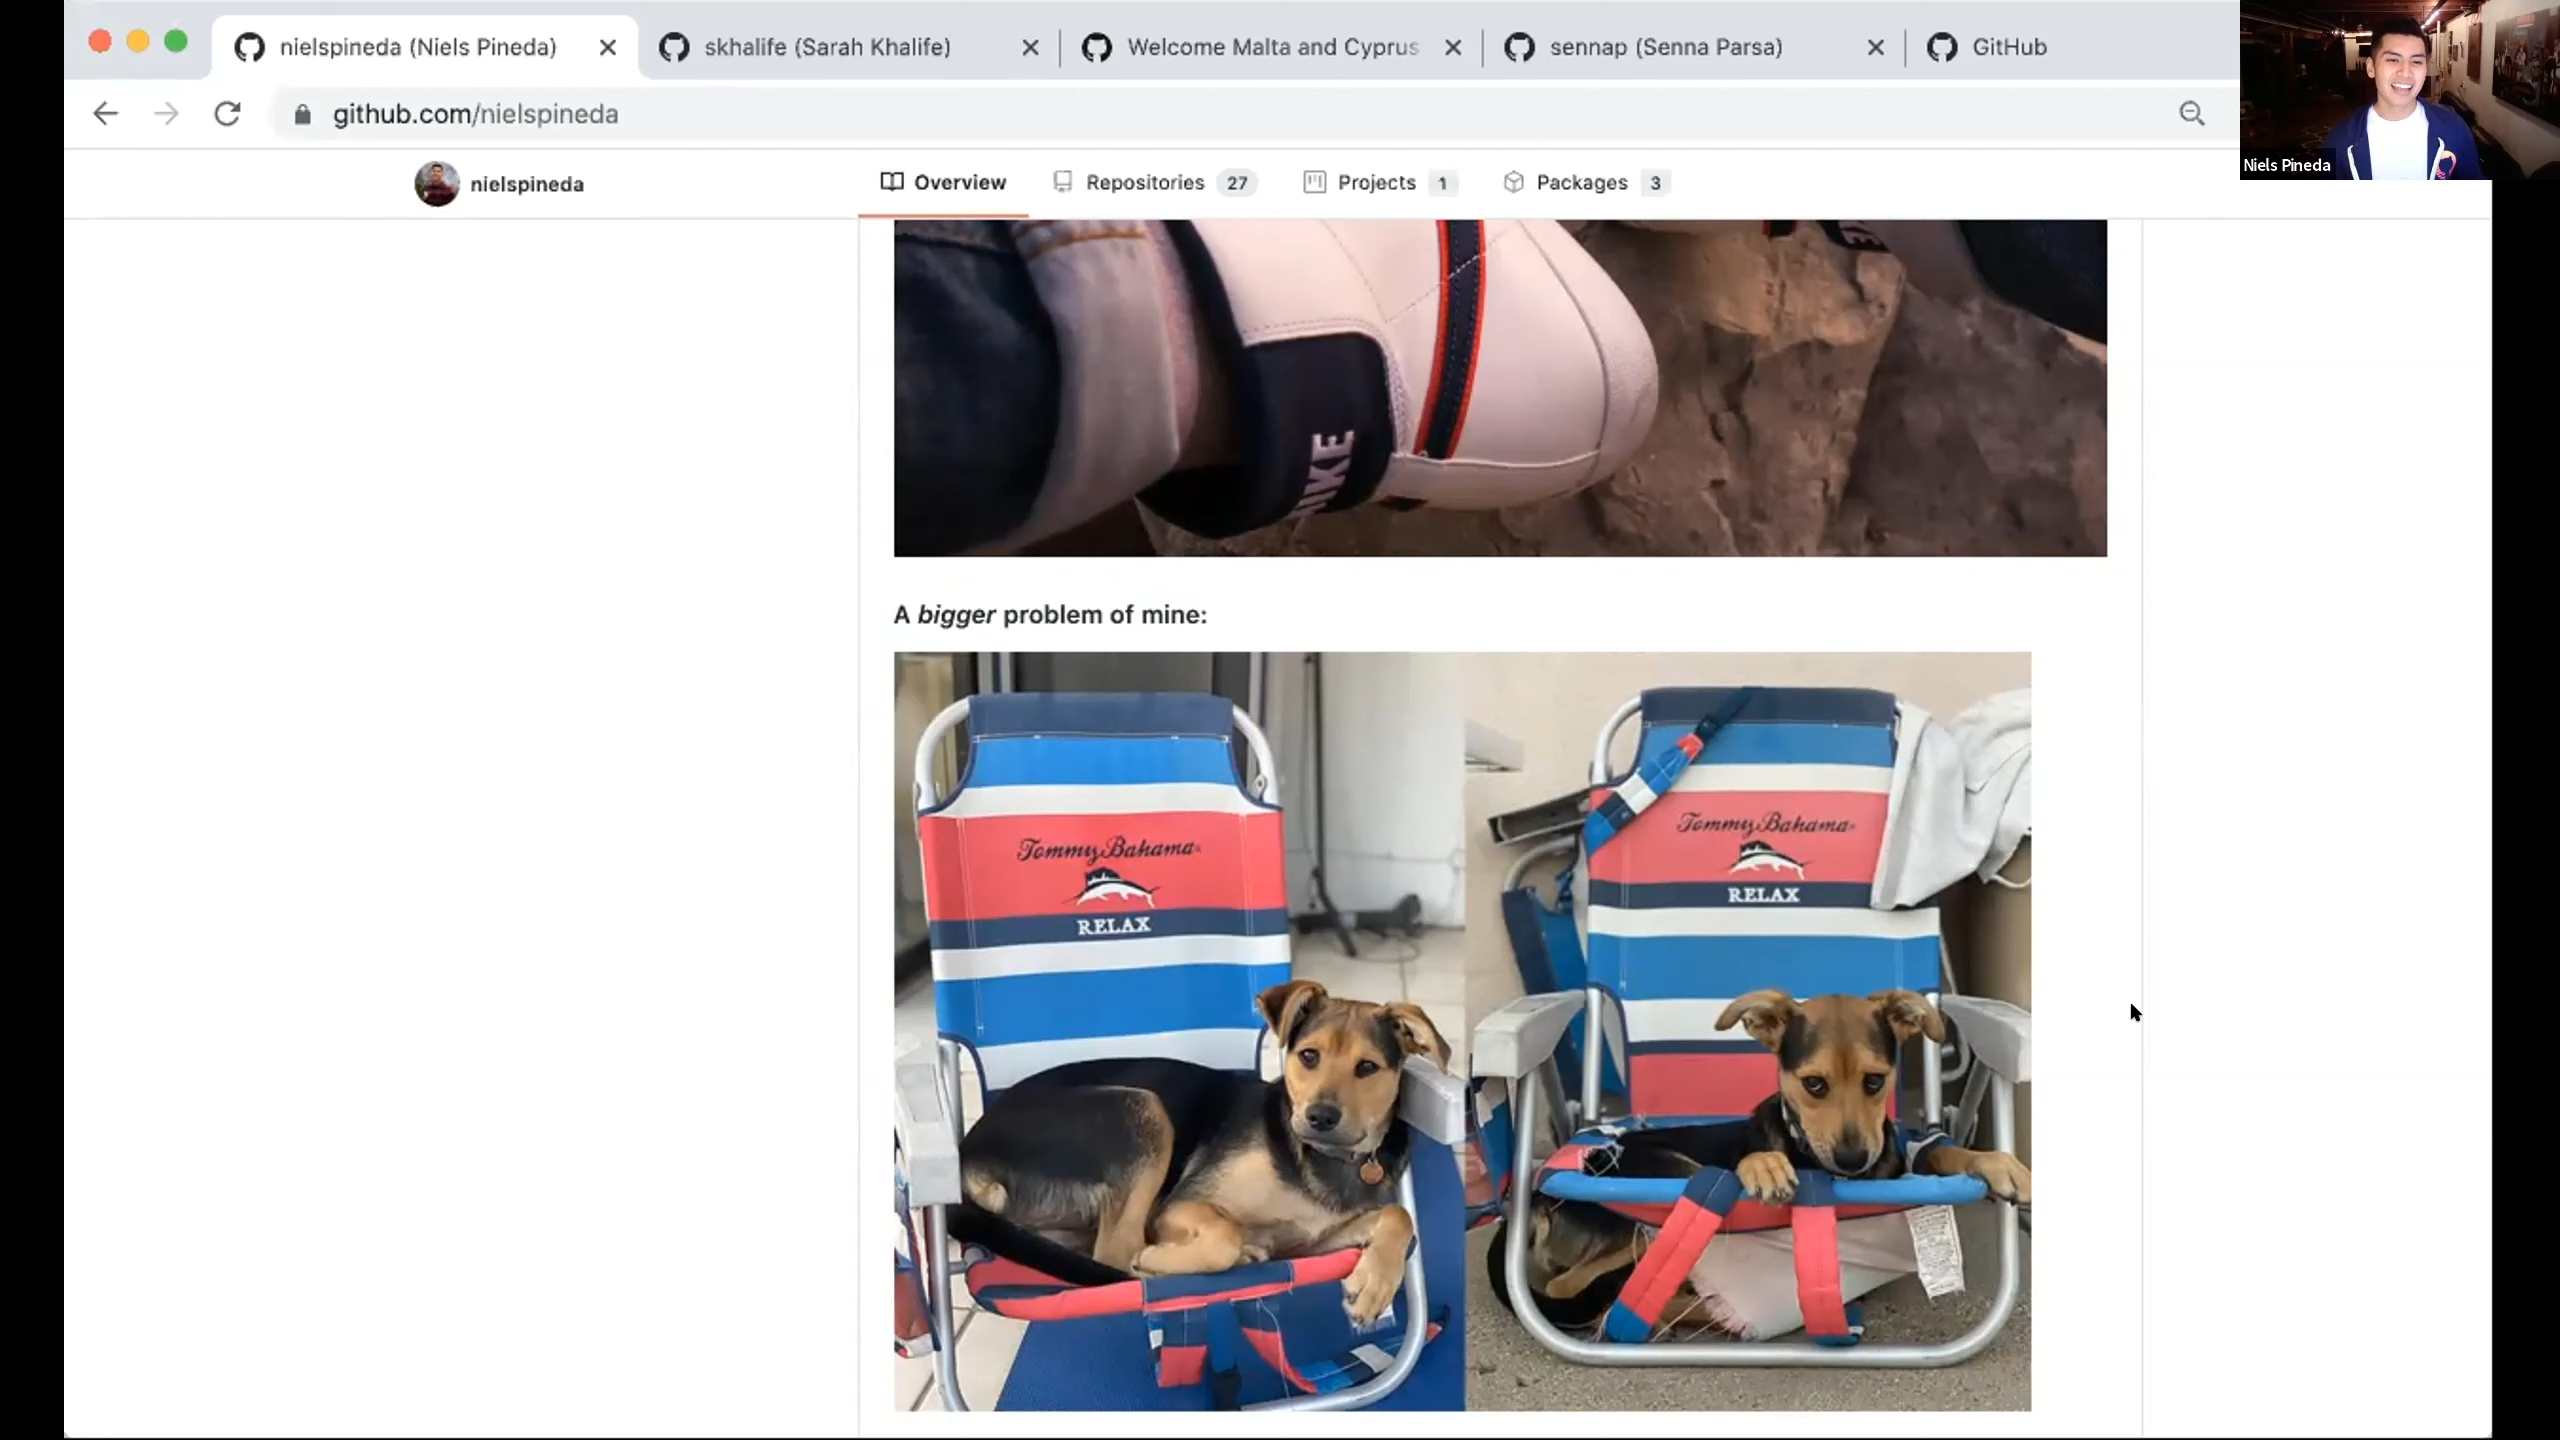 nielspineda (Niels Pineda)
skhalife (Sarah Khalife)
Welcome Malta and Cyprus
sennap (Senna Parsa)
GitHub
github.com/nielspineda
Niels Pineda
nielspineda
Overview
Repositories 27
Projects 1
Packages 3
NIKE
A bigger problem of mine:
Tommy Bahama
RELAX
Tommy Bahama
RELAX